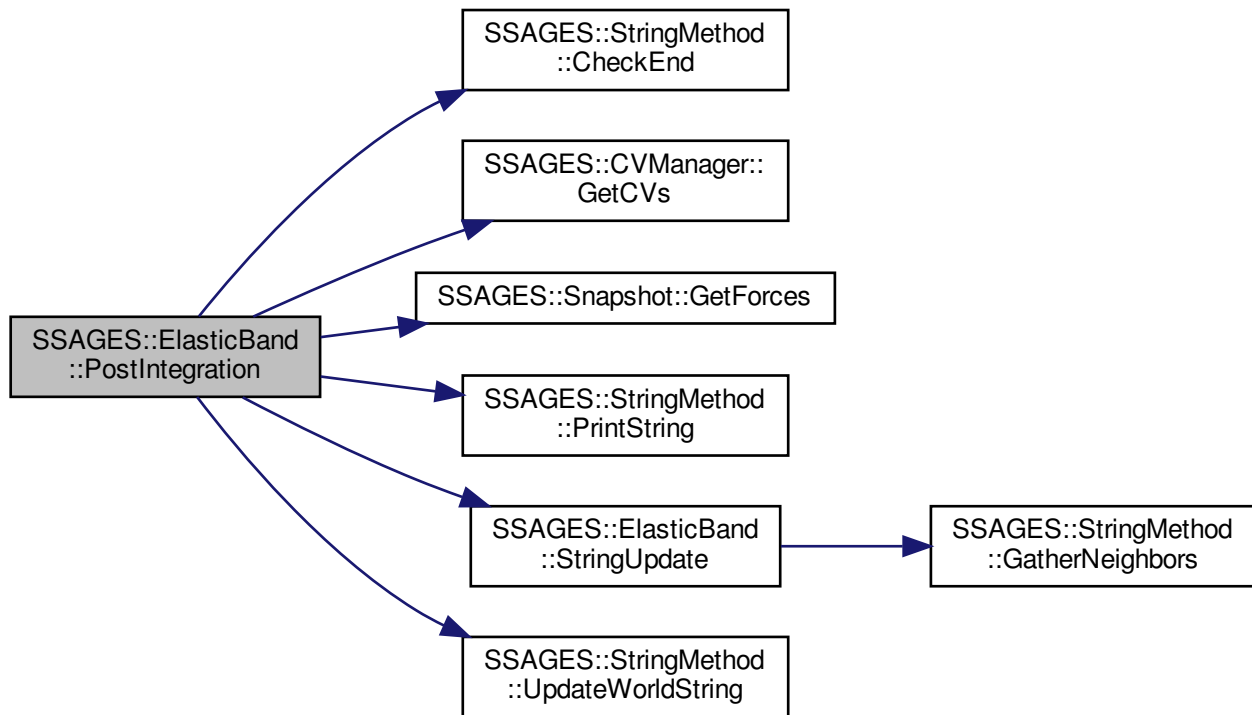 SSAGES::StringMethod
::CheckEnd
SSAGES::CVManager::
GetCVs
SSAGES::Snapshot::GetForces
SSAGES::ElasticBand
::PostIntegration
SSAGES::StringMethod
::PrintString
SSAGES::ElasticBand
::StringUpdate
SSAGES::StringMethod
::GatherNeighbors
SSAGES::StringMethod
::UpdateWorldString